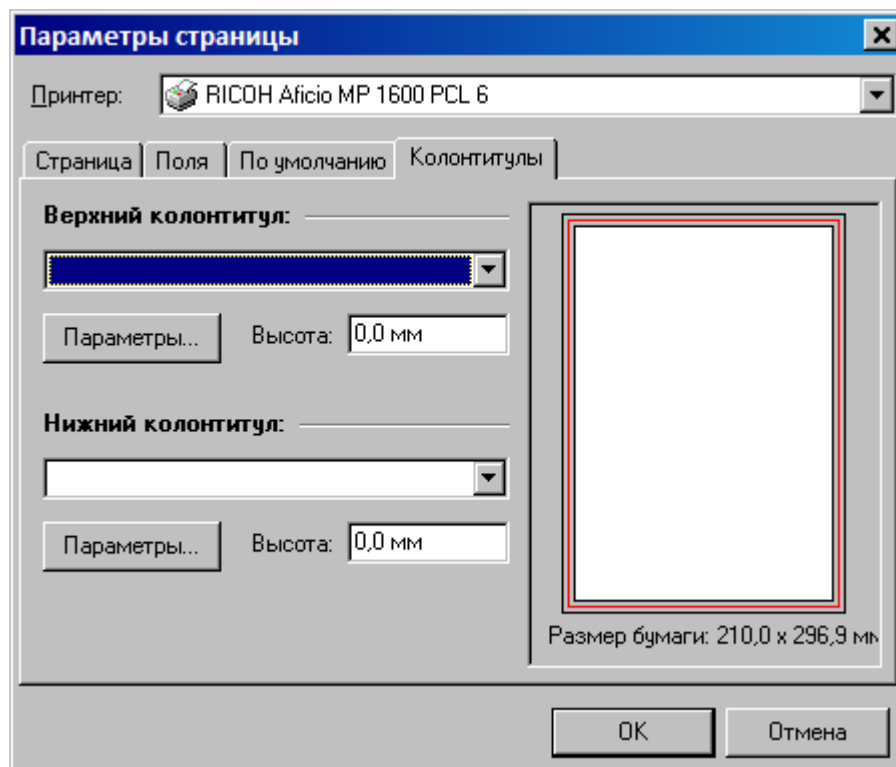 Параметры страницы
Принтер: RICOH Aficio MP 1600 PCL 6
Страница Поля По умолчанию Колонтитулы
Верхний колонтитул:
Параметры... Высота: 0,0 мм
Нижний колонтитул:
Параметры... Высота: 0,0 мм
Размер бумаги: 210,0 x 296,9 мм
OK Отмена